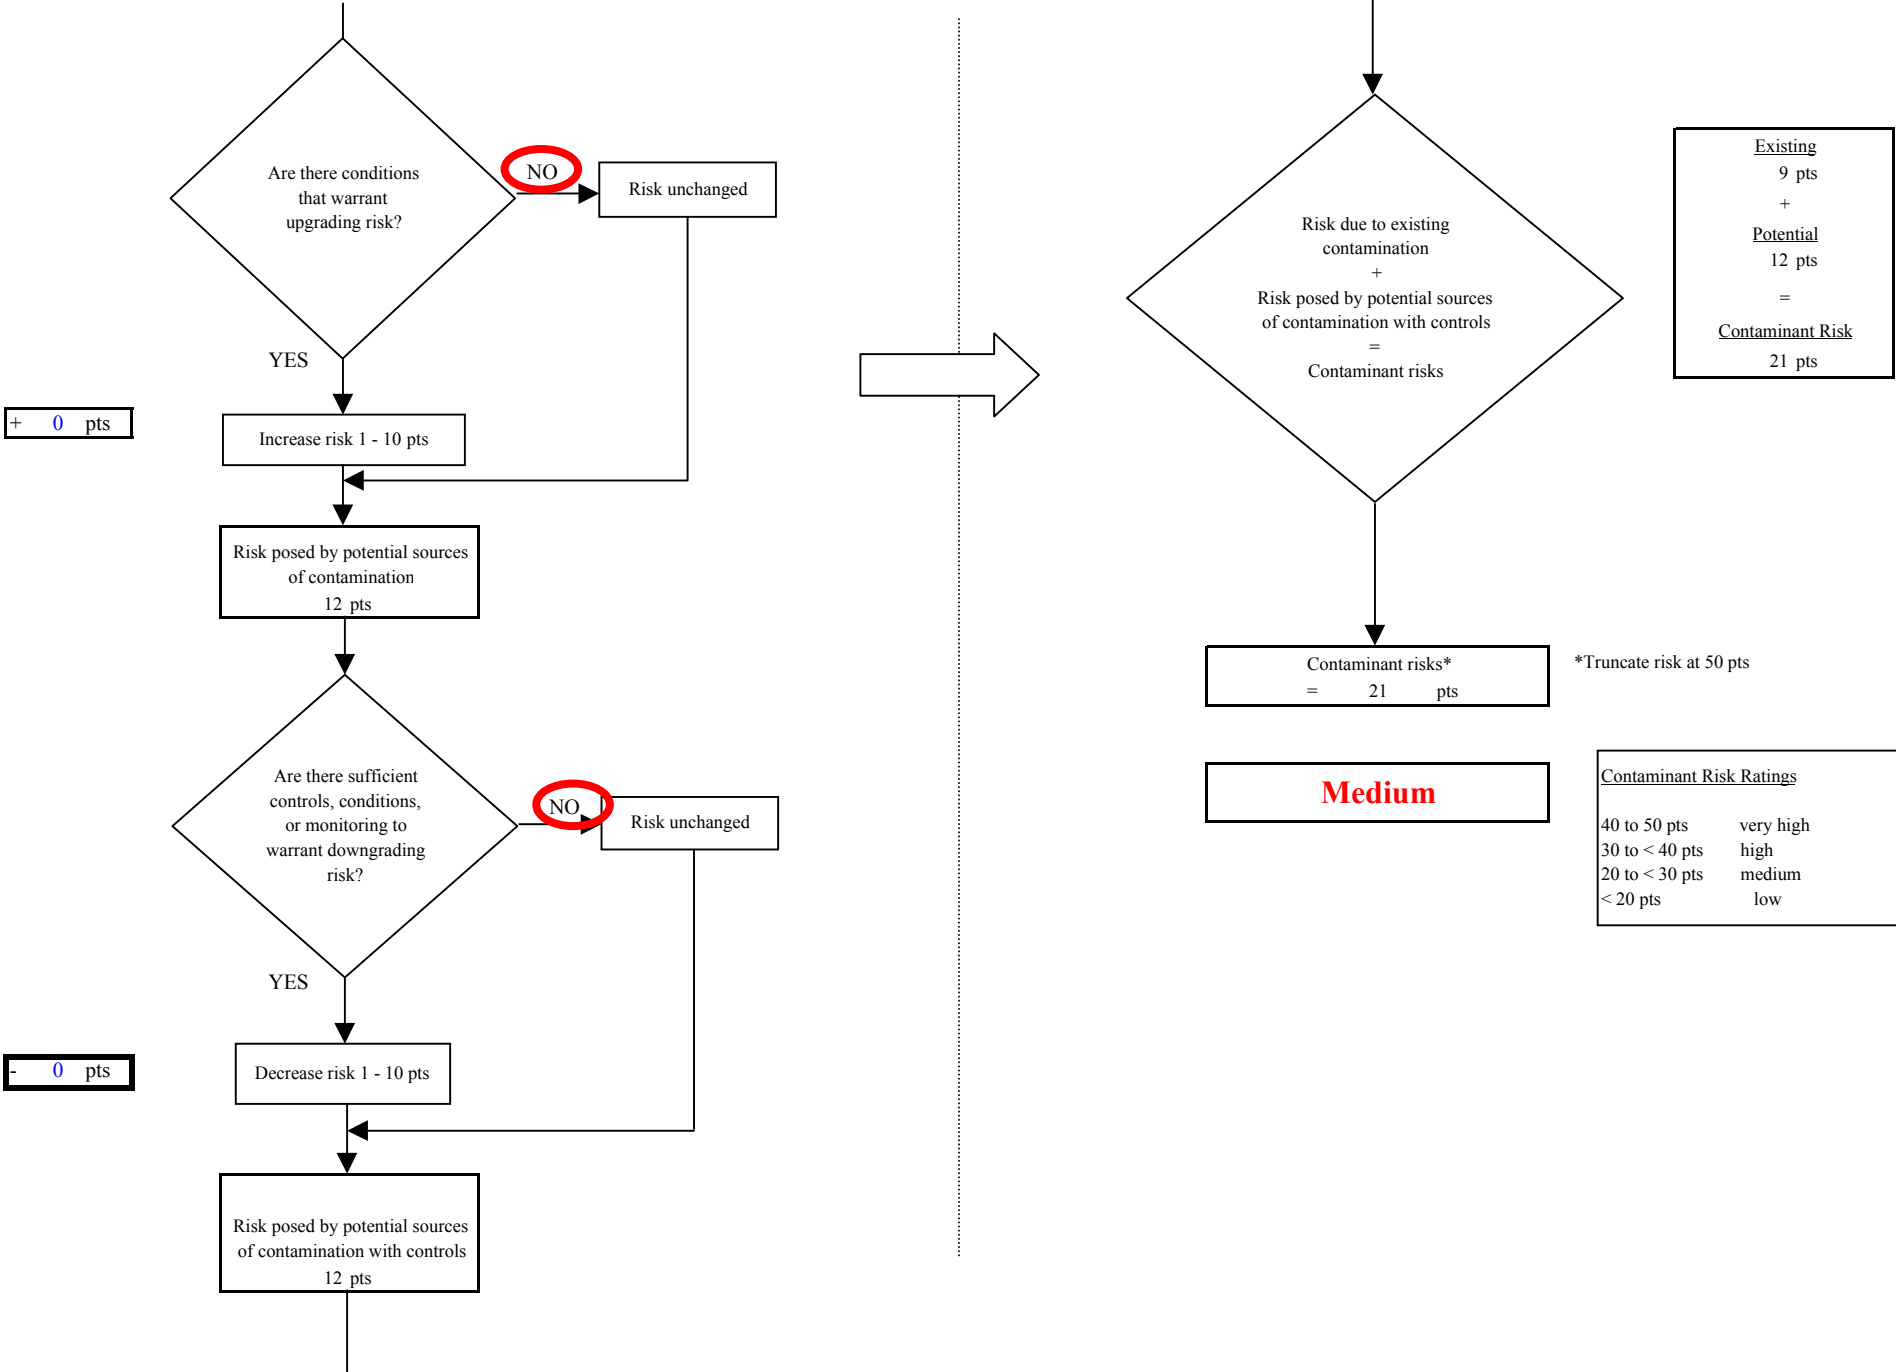 Are there conditions
that warrant
upgrading risk?
NO
Risk unchanged
YES
+ 0 pts
Increase risk 1 - 10 pts
Risk posed by potential sources
of contamination
12 pts
Are there sufficient
controls, conditions,
or monitoring to
warrant downgrading
risk?
NO
Risk unchanged
YES
- 0 pts
Decrease risk 1 - 10 pts
Risk posed by potential sources
of contamination with controls
12 pts
Risk due to existing
contamination
+
Risk posed by potential sources
of contamination with controls
=
Contaminant risks
Existing
9 pts
+
Potential
12 pts
=
Contaminant Risk
21 pts
Contaminant risks*
= 21 pts
*Truncate risk at 50 pts
Medium
Contaminant Risk Ratings
40 to 50 pts very high
30 to < 40 pts high
20 to < 30 pts medium
< 20 pts low